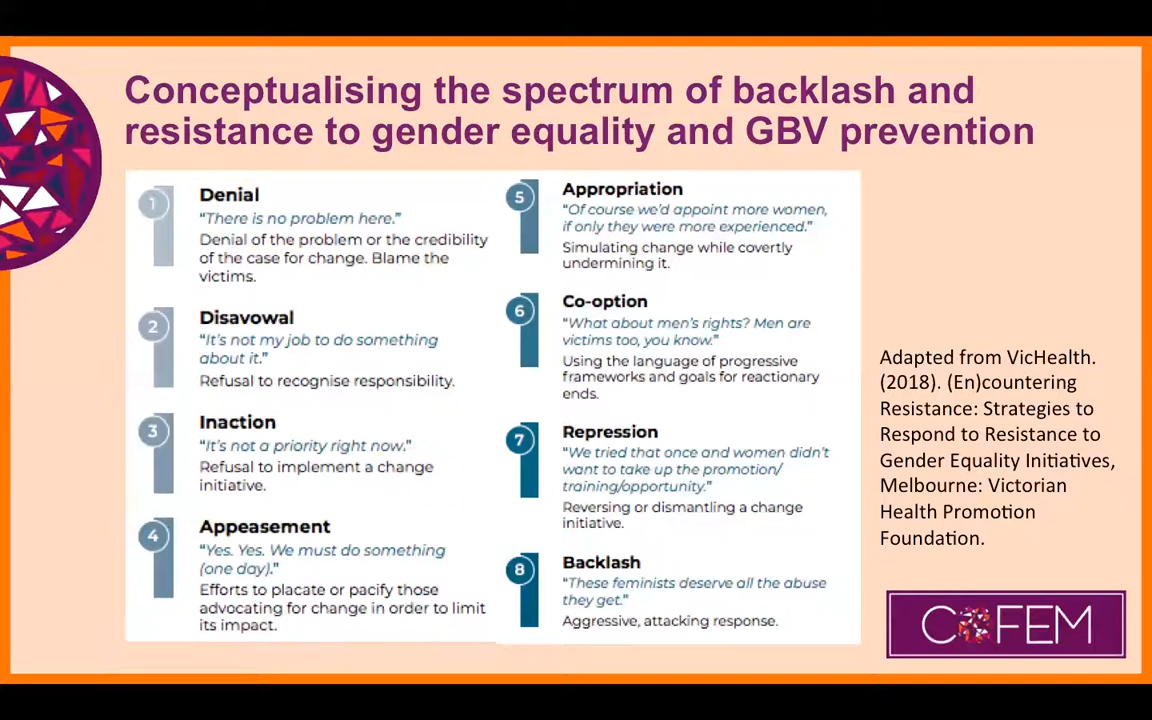 Conceptualising the spectrum of backlash and
resistance to gender equality and GBV prevention
1
Denial
"There is no problem here."
Denial of the problem or the credibility
of the case for change. Blame the
victims.
2
Disavowal
"It's not my job to do something
about it."
Refusal to recognise responsibility.
3
Inaction
"It's not a priority right now."
Refusal to implement a change
initiative.
4
Appeasement
"Yes. Yes. We must do something
(one day)."
Efforts to placate or pacify those
advocating for change in order to limit
its impact.
5
Appropriation
"Of course we'd appoint more women,
if only they were more experienced."
Simulating change while covertly
undermining it.
6
Co-option
"What about men's rights? Men are
victims too, you know."
Using the language of progressive
frameworks and goals for reactionary
ends.
7
Repression
"We tried that once and women didn't
want to take up the promotion/
training/opportunity."
Reversing or dismantling a change
initiative.
8
Backlash
"These feminists deserve all the abuse
they get."
Aggressive, attacking response.
Adapted from VicHealth.
(2018). (En)countering
Resistance: Strategies to
Respond to Resistance to
Gender Equality Initiatives,
Melbourne: Victorian
Health Promotion
Foundation.
COFEM